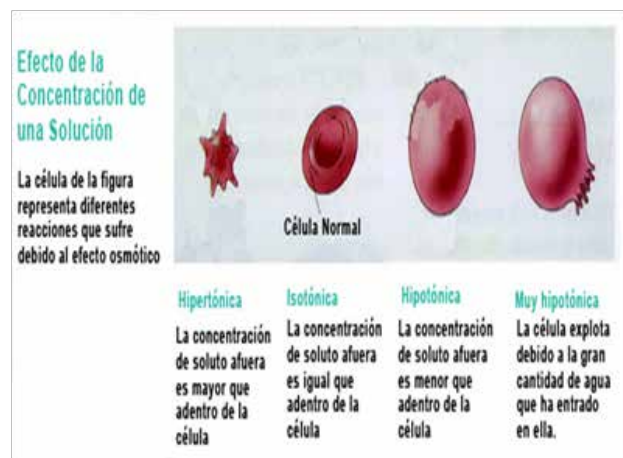 Efecto de la
Concentración de
una Solución
La célula de la figura
representa diferentes
reacciones que sufre
debido al efecto osmótico
Célula Normal
Hipertónica
La concentración
de soluto afuera
es mayor que
adentro de la
célula
Isotónica
La concentración
de soluto afuera
es igual que
adentro de la
célula
Hipotónica
La concentración
de soluto afuera
es menor que
adentro de la
célula
Muy hipotónica
La célula explota
debido a la gran
cantidad de agua
que ha entrado
en ella.